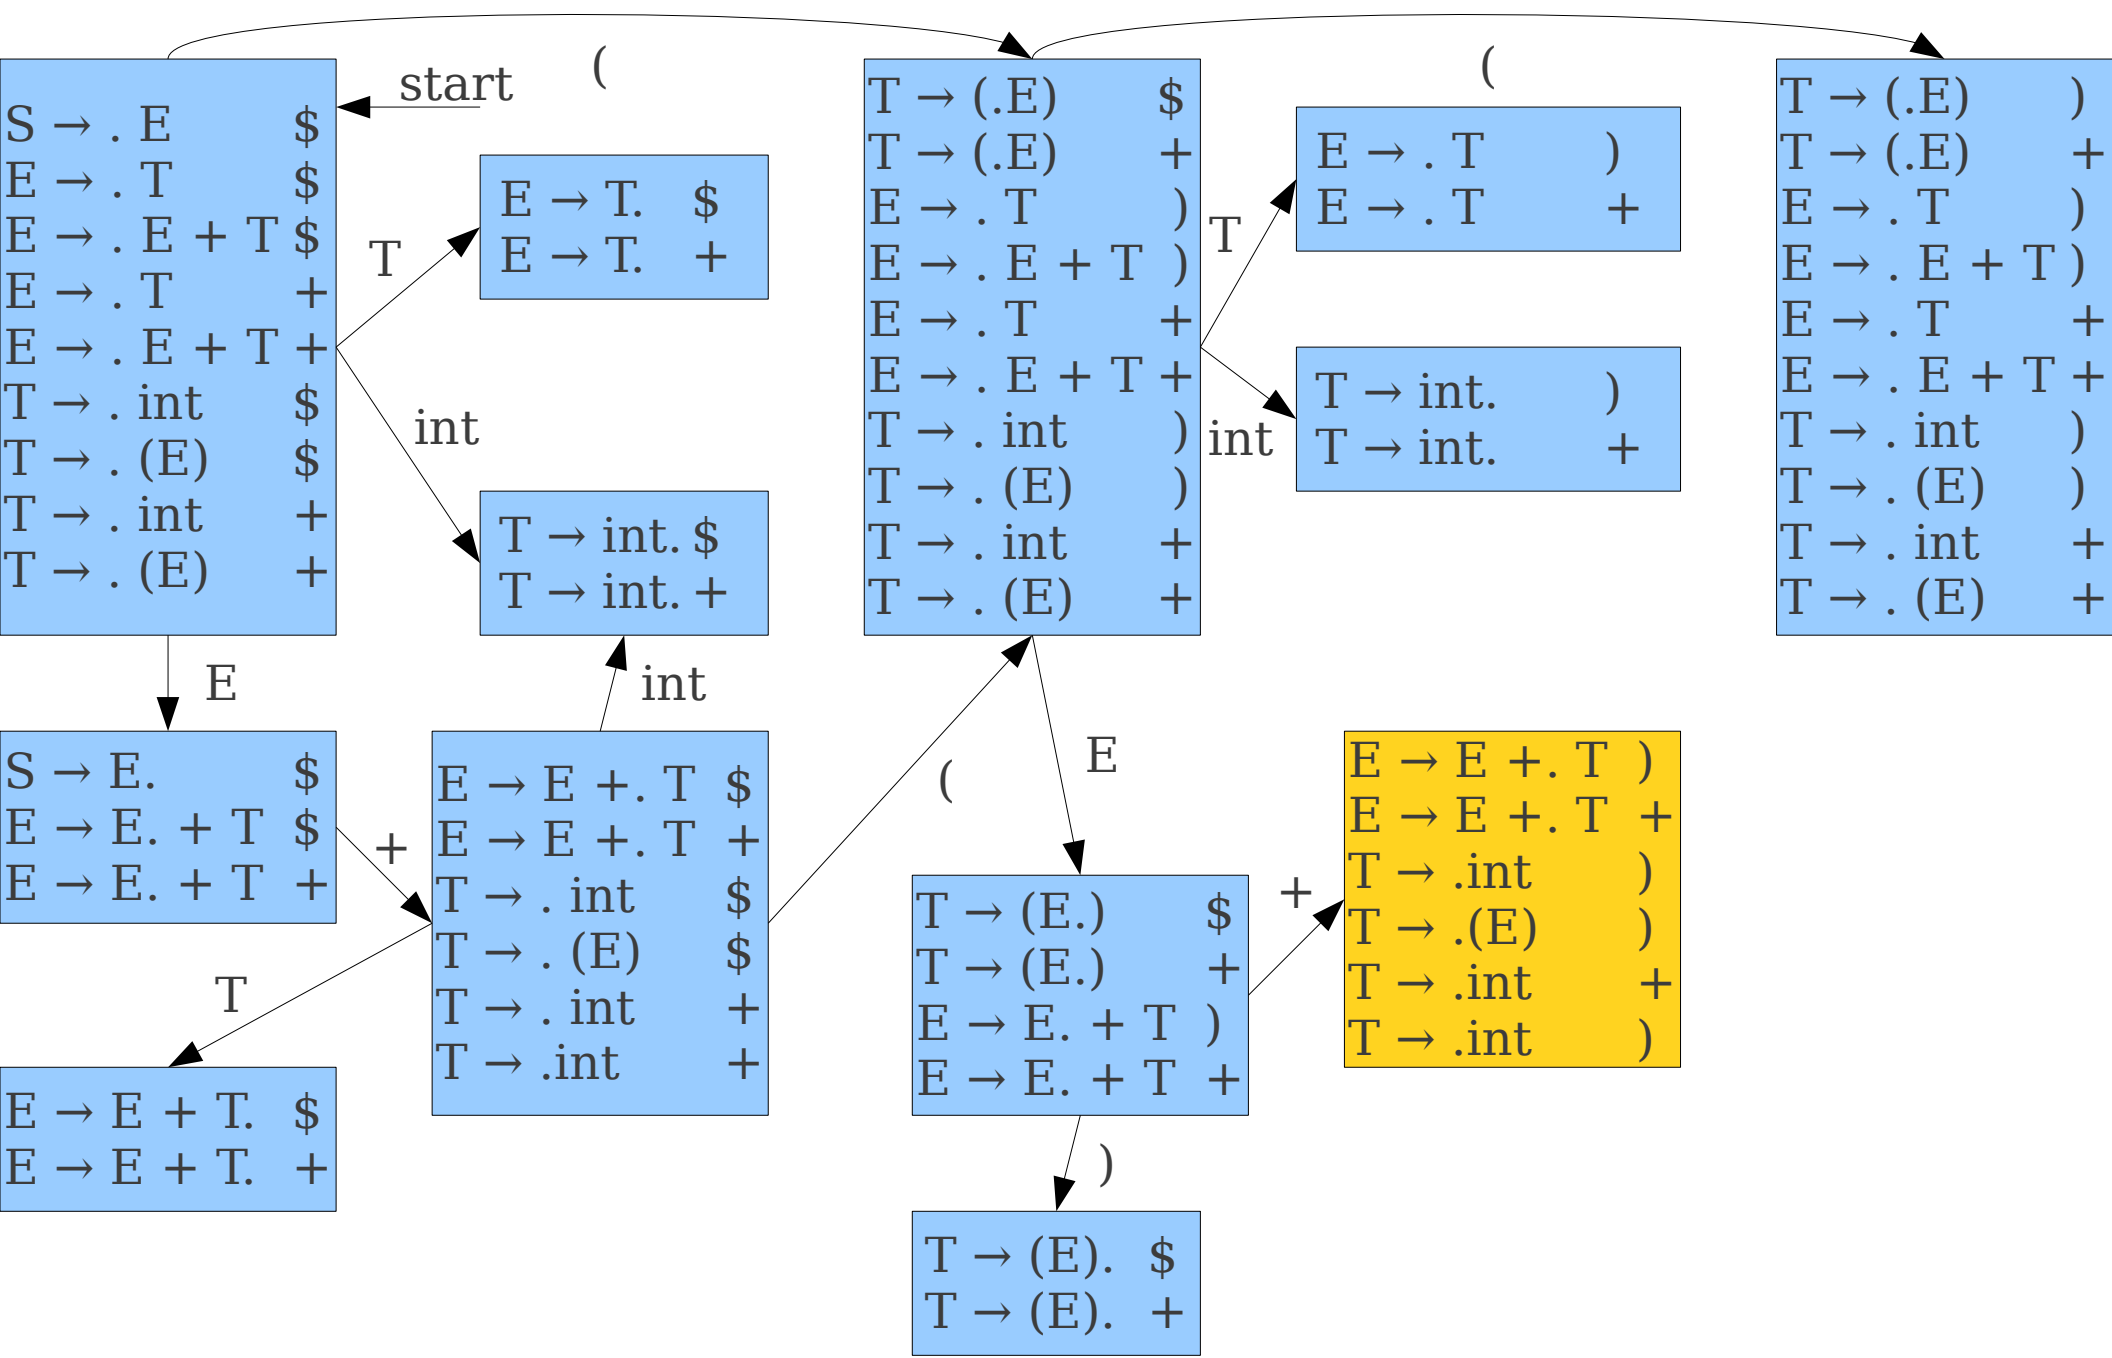 (
(
start
S → . E $
E → . T $
E → . E + T $
E → . T +
E → . E + T +
T → . int $
T → . (E) $
T → . int +
T → . (E) +
T
E → T. $
E → T. +
int
T → int. $
T → int. +
T → (.E) $
T → (.E) +
E → . T )
E → . E + T )
E → . T +
E → . E + T +
T → . int )
T → . (E) )
T → . int +
T → . (E) +
T
E → . T )
E → . T +
int
T → int. )
T → int. +
T → (.E) )
T → (.E) +
E → . T )
E → . E + T )
E → . T +
E → . E + T +
T → . int )
T → . (E) )
T → . int +
T → . (E) +
E
int
S → E. $
E → E. + T $
E → E. + T +
+
E → E +. T $
E → E +. T +
T → . int $
T → . (E) $
T → . int +
T → .int +
(
E
T
E → E + T. $
E → E + T. +
T → (E.) $
T → (E.) +
E → E. + T )
E → E. + T +
+
E → E +. T )
E → E +. T +
T → .int )
T → .(E) )
T → .int +
T → .int )
)
T → (E). $
T → (E). +